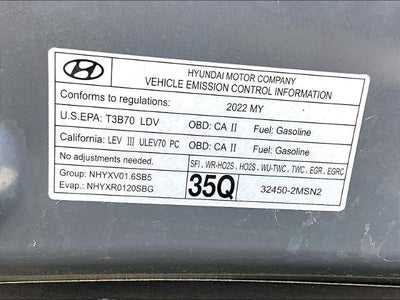 HYUNDAI MOTOR COMPANY
VEHICLE EMISSION CONTROL INFORMATION
Conforms to regulations: 2022 MY
U.S.EPA: T3B70 LDV OBD: CA II Fuel: Gasoline
California: LEV III ULEV70 PC OBD: CA II Fuel: Gasoline
No adjustments needed. SFI, WR-HO2S, HO2S, WU-TWC, TWC, EGR, EGRC
Group: NHYXV01.6SB5
Evap.: NHYXR0120SBG
35Q
32450-2MSN2